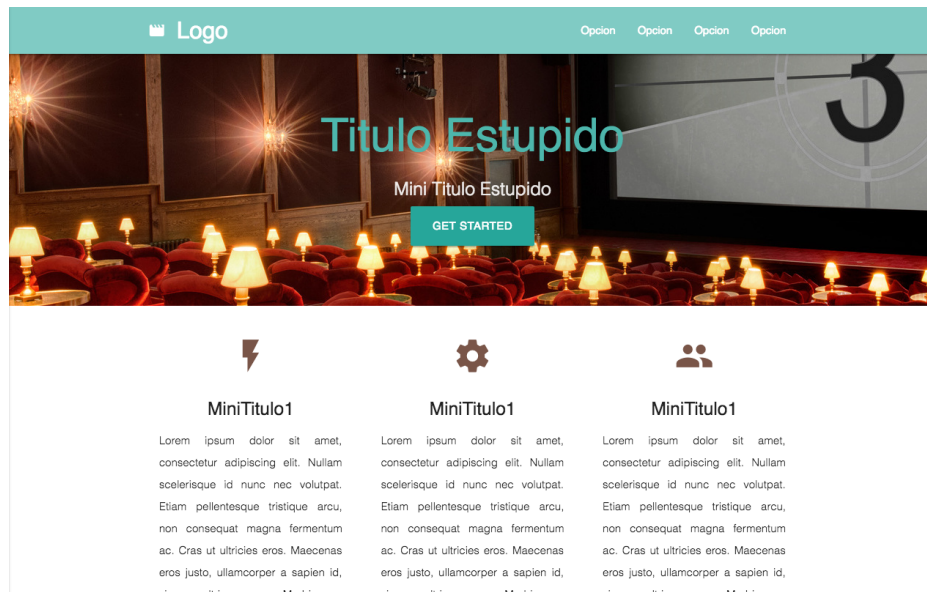 Logo
Opcion Opcion Opcion Opcion
3
Titulo Estupido
Mini Titulo Estupido
GET STARTED
MiniTitulo1
Lorem ipsum dolor sit amet,
consectetur adipiscing elit. Nullam
scelerisque id nunc nec volutpat.
Etiam pellentesque tristique arcu,
non consequat magna fermentum
ac. Cras ut ultricies eros. Maecenas
eros justo, ullamcorper a sapien id,
MiniTitulo1
Lorem ipsum dolor sit amet,
consectetur adipiscing elit. Nullam
scelerisque id nunc nec volutpat.
Etiam pellentesque tristique arcu,
non consequat magna fermentum
ac. Cras ut ultricies eros. Maecenas
eros justo, ullamcorper a sapien id,
MiniTitulo1
Lorem ipsum dolor sit amet,
consectetur adipiscing elit. Nullam
scelerisque id nunc nec volutpat.
Etiam pellentesque tristique arcu,
non consequat magna fermentum
ac. Cras ut ultricies eros. Maecenas
eros justo, ullamcorper a sapien id,